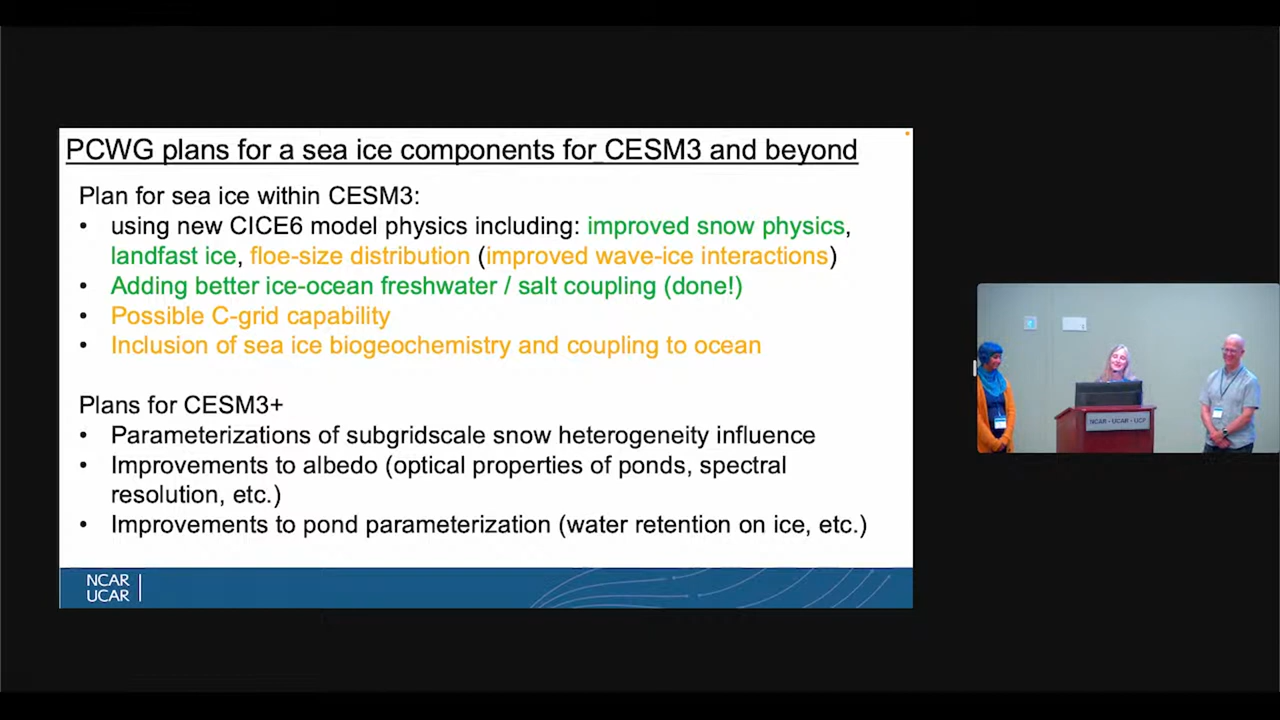 PCWG plans for a sea ice components for CESM3 and beyond
Plan for sea ice within CESM3:
• using new CICE6 model physics including: improved snow physics,
landfast ice, floe-size distribution (improved wave-ice interactions)
• Adding better ice-ocean freshwater / salt coupling (done!)
• Possible C-grid capability
• Inclusion of sea ice biogeochemistry and coupling to ocean
Plans for CESM3+
• Parameterizations of subgridscale snow heterogeneity influence
• Improvements to albedo (optical properties of ponds, spectral
resolution, etc.)
• Improvements to pond parameterization (water retention on ice, etc.)
NCAR
UCAR
NCAR • UCAR • UCP